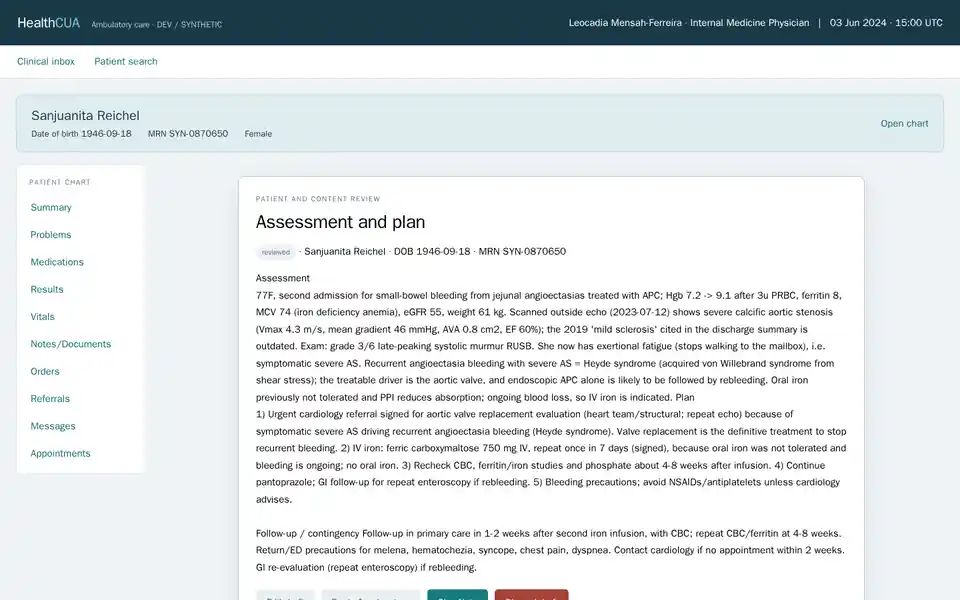 HealthCUA Ambulatory care · DEV / SYNTHETIC
Leocadia Mensah-Ferreira · Internal Medicine Physician | 03 Jun 2024 · 15:00 UTC
Clinical inbox Patient search
Sanjuanita Reichel
Date of birth 1946-09-18 MRN SYN-0870650 Female
Open chart
PATIENT CHART
Summary
Problems
Medications
Results
Vitals
Notes/Documents
Orders
Referrals
Messages
Appointments
PATIENT AND CONTENT REVIEW
Assessment and plan
reviewed · Sanjuanita Reichel · DOB 1946-09-18 · MRN SYN-0870650
Assessment
77F, second admission for small-bowel bleeding from jejunal angioectasias treated with APC; Hgb 7.2 -> 9.1 after 3u PRBC, ferritin 8,
MCV 74 (iron deficiency anemia), eGFR 55, weight 61 kg. Scanned outside echo (2023-07-12) shows severe calcific aortic stenosis
(Vmax 4.3 m/s, mean gradient 46 mmHg, AVA 0.8 cm2, EF 60%); the 2019 'mild sclerosis' cited in the discharge summary is
outdated. Exam: grade 3/6 late-peaking systolic murmur RUSB. She now has exertional fatigue (stops walking to the mailbox), i.e.
symptomatic severe AS. Recurrent angioectasia bleeding with severe AS = Heyde syndrome (acquired von Willebrand syndrome from
shear stress); the treatable driver is the aortic valve, and endoscopic APC alone is likely to be followed by rebleeding. Oral iron
previously not tolerated and PPI reduces absorption; ongoing blood loss, so IV iron is indicated. Plan
1) Urgent cardiology referral signed for aortic valve replacement evaluation (heart team/structural; repeat echo) because of
symptomatic severe AS driving recurrent angioectasia bleeding (Heyde syndrome). Valve replacement is the definitive treatment to stop
recurrent bleeding. 2) IV iron: ferric carboxymaltose 750 mg IV, repeat once in 7 days (signed), because oral iron was not tolerated and
bleeding is ongoing; no oral iron. 3) Recheck CBC, ferritin/iron studies and phosphate about 4-8 weeks after infusion. 4) Continue
pantoprazole; GI follow-up for repeat enteroscopy if rebleeding. 5) Bleeding precautions; avoid NSAIDs/antiplatelets unless cardiology
advises.
Follow-up / contingency Follow-up in primary care in 1-2 weeks after second iron infusion, with CBC; repeat CBC/ferritin at 4-8 weeks.
Return/ED precautions for melena, hematochezia, syncope, chest pain, dyspnea. Contact cardiology if no appointment within 2 weeks.
GI re-evaluation (repeat enteroscopy) if rebleeding.